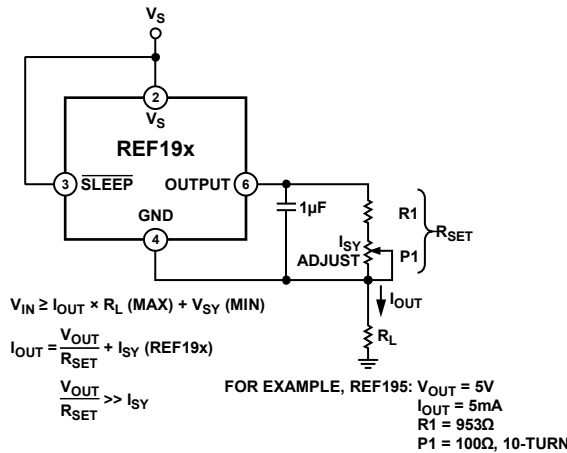 VS
2
VS
REF19x
3
SLEEP
OUTPUT
6
GND
4
1µF
R1
ISY
ADJUST
P1
RSET
IOUT
RL
VIN ≥ IOUT × RL (MAX) + VSY (MIN)
IOUT = VOUT/RSET + ISY (REF19x)
VOUT/RSET >> ISY
FOR EXAMPLE, REF195: VOUT = 5V
IOUT = 5mA
R1 = 953Ω
P1 = 100Ω, 10-TURN